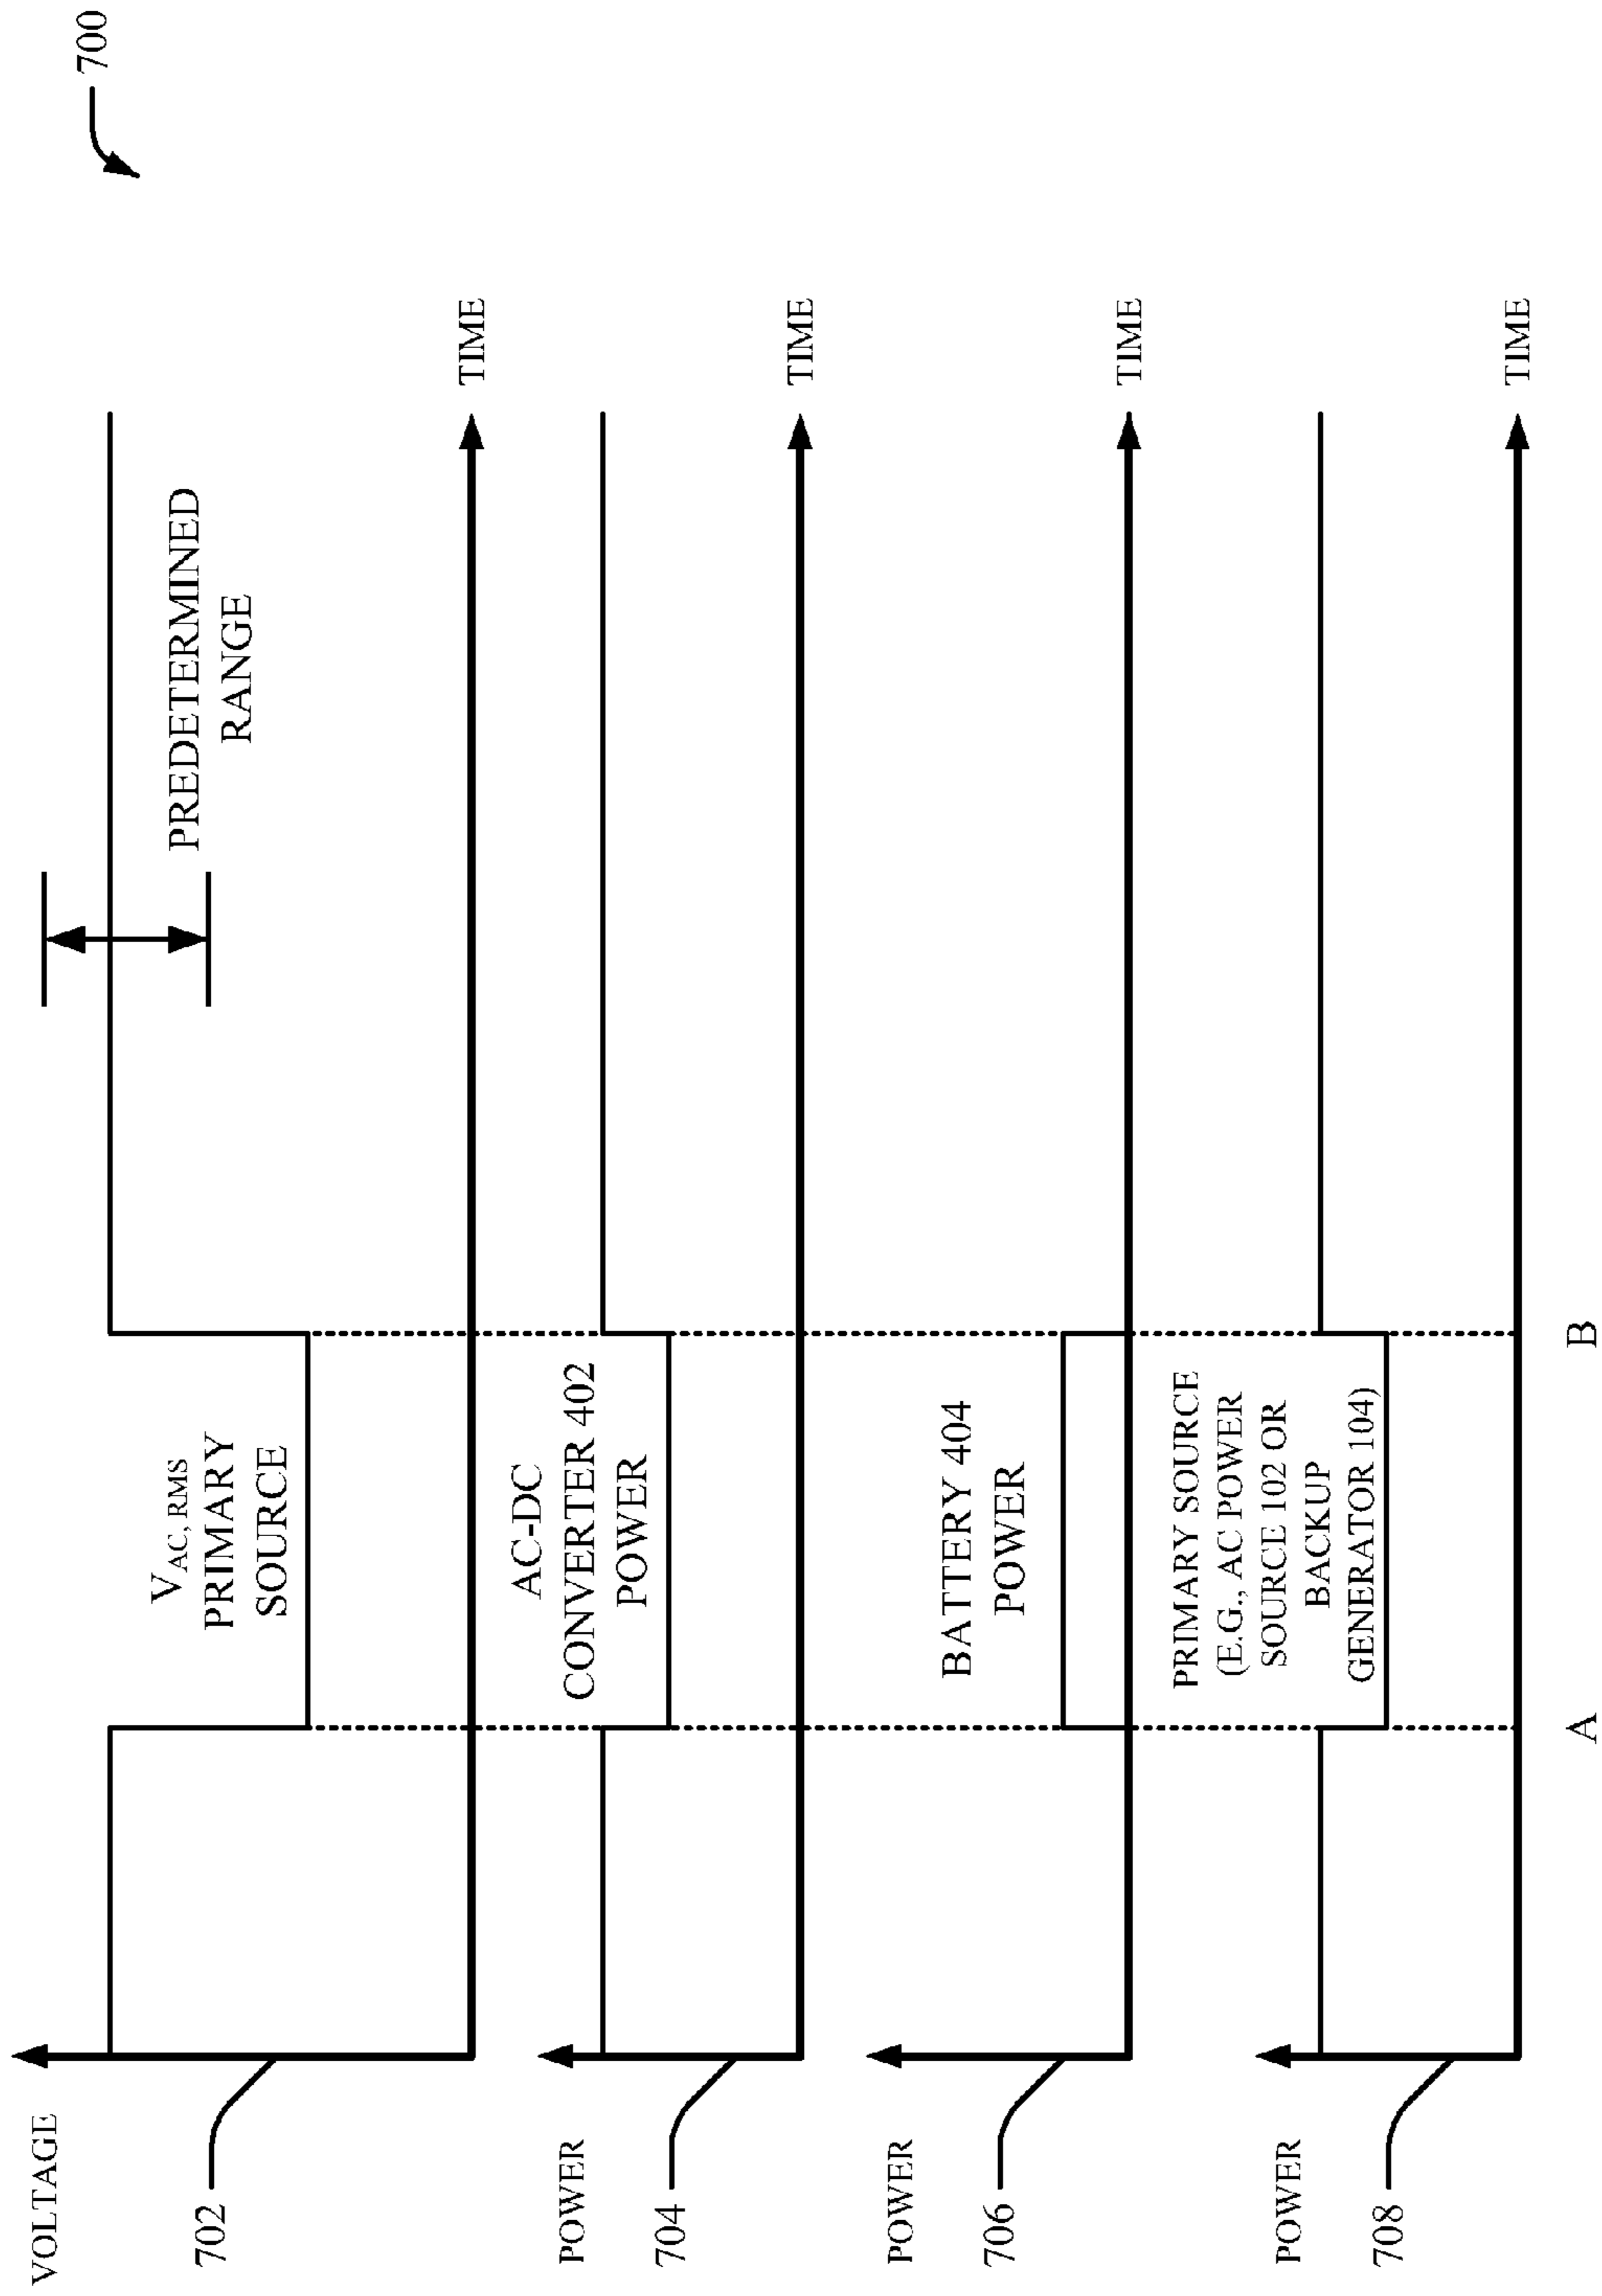 700
VOLTAGE
702
V_AC, RMS
PRIMARY
SOURCE
PREDETERMINED
RANGE
TIME
POWER
704
AC-DC
CONVERTER 402
POWER
TIME
POWER
706
BATTERY 404
POWER
TIME
POWER
708
PRIMARY SOURCE
(E.G., AC POWER
SOURCE 102 OR
BACKUP
GENERATOR 104)
TIME
A
B